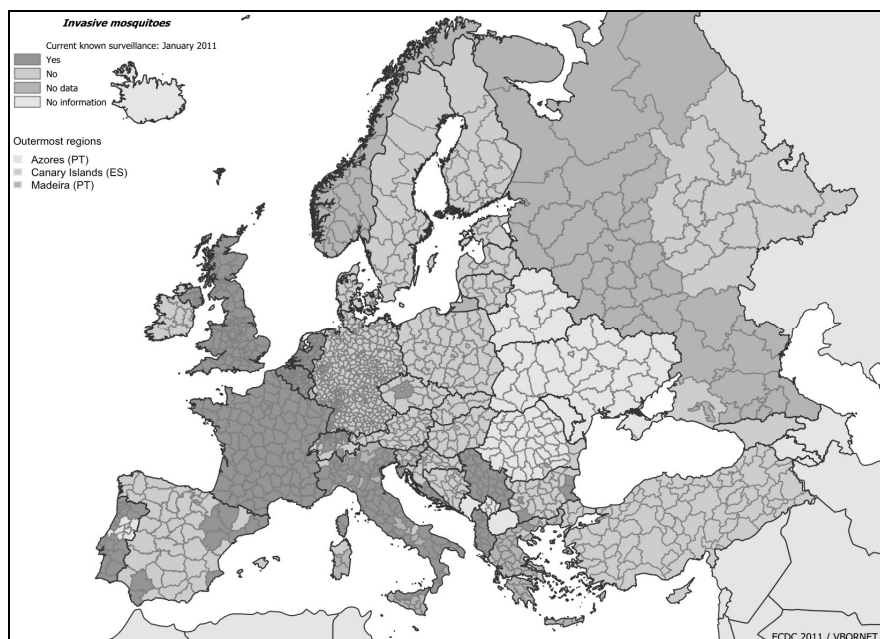 Invasive mosquitoes
Current known surveillance: January 2011
Yes
No
No data
No information
Outermost regions
Azores (PT)
Canary Islands (ES)
Madeira (PT)
ECDC 2011 / VBORNET